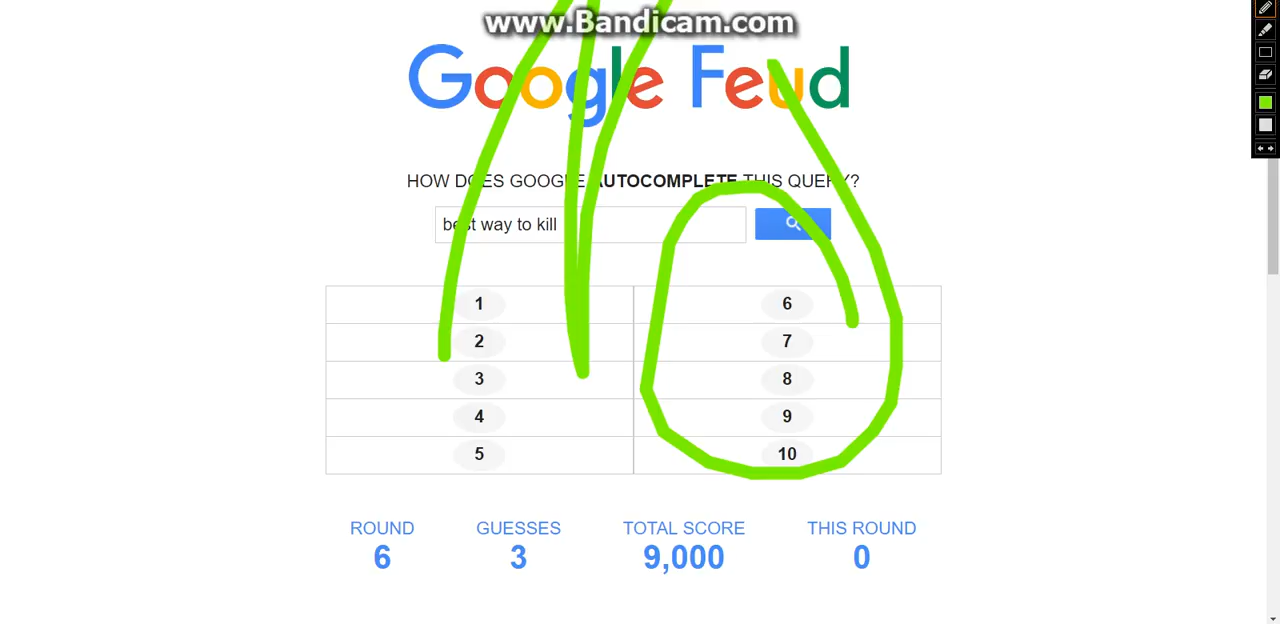 www.Bandicam.com
Google Feud
HOW DOES GOOGLE AUTOCOMPLETE THIS QUERY?
best way to kill
1 6
2 7
3 8
4 9
5 10
ROUND GUESSES TOTAL SCORE THIS ROUND
6 3 9,000 0